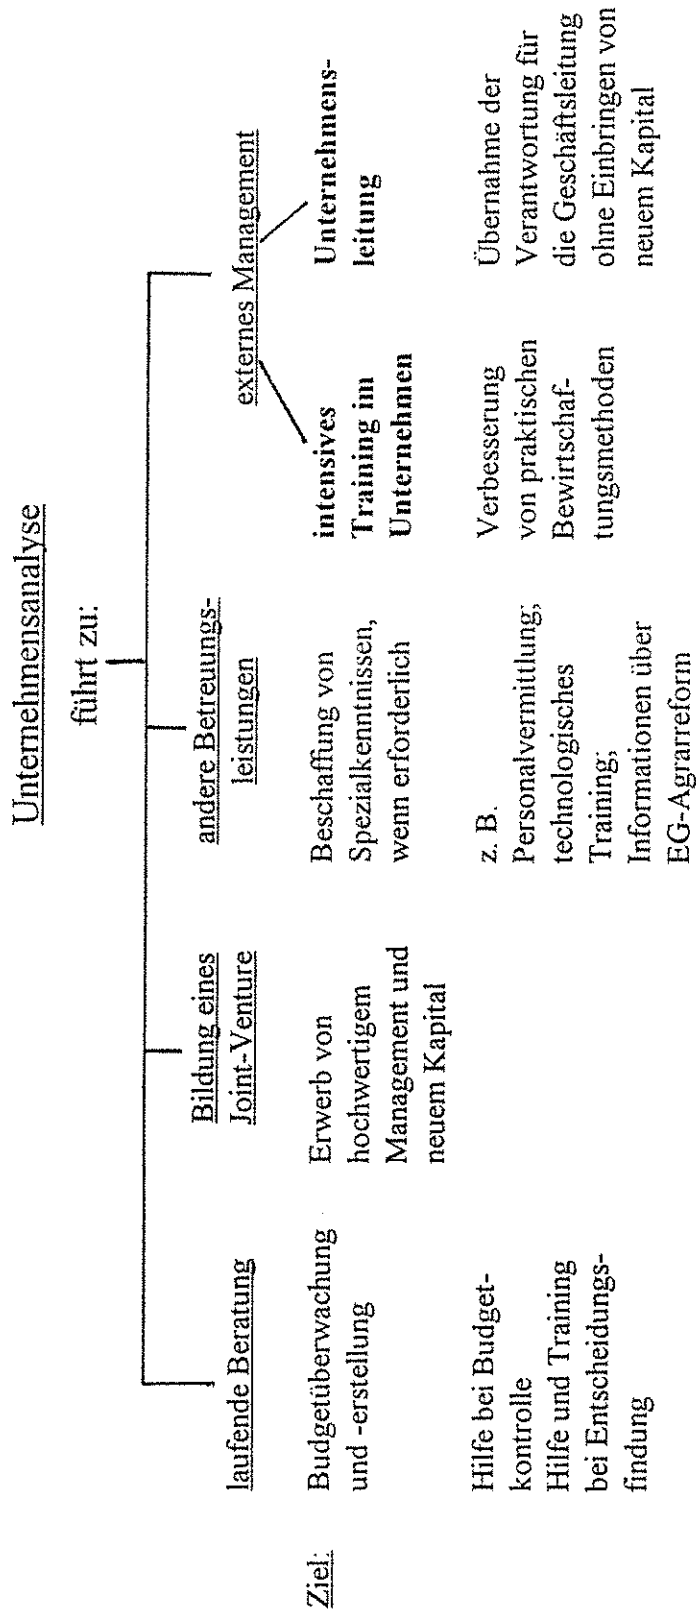 Unternehmensanalyse
führt zu:
laufende Beratung
Bildung eines
Joint-Venture
andere Betreuungs-
leistungen
externes Management
Ziel:
Budgetüberwachung
und -erstellung
Erwerb von
hochwertigem
Management und
neuem Kapital
Beschaffung von
Spezialkenntnissen,
wenn erforderlich
intensives
Training im
Unternehmen
Unternehmens-
leitung
Hilfe bei Budget-
kontrolle
Hilfe und Training
bei Entscheidungs-
findung
z. B.
Personalvermittlung;
technologisches
Training;
Informationen über
EG-Agrarreform
Verbesserung
von praktischen
Bewirtschaf-
tungsmethoden
Übernahme der
Verantwortung für
die Geschäftsleitung
ohne Einbringen von
neuem Kapital